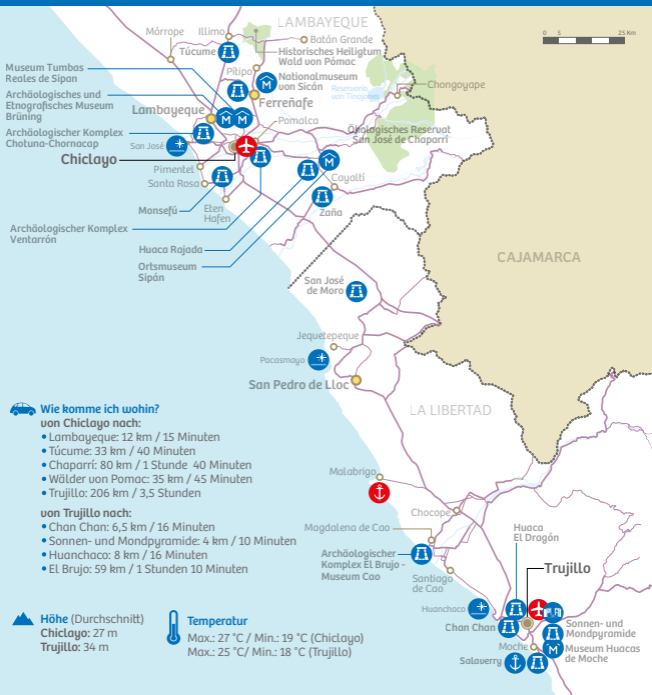 LAMBAYEQUE
Mórrope
Illimo
Batán Grande
Túcume
Historisches Heiligtum
Wald von Pómac
0 5 25 Km
Pítipo
Museum Tumbas
Reales de Sipan
Nationalmuseum
von Sicán
Reservorio
von Tinajones
Chongoyape
Archäologisches und
Etnografisches Museum
Brüning
Ferreñafe
Lambayeque
Pomalca
Ökologisches Reservat
San José de Chaparrí
Archäologischer Komplex
Chotuna-Chornacap
San José
Chiclayo
Pimentel
Santa Rosa
Cayaltí
Monsefú
Eten
Hafen
Zaña
Archäologischer Komplex
Ventarrón
Huaca Rajada
Ortsmuseum
Sipán
CAJAMARCA
San José
de Moro
Jequetepeque
Pacasmayo
San Pedro de Lloc
LA LIBERTAD
Wie komme ich wohin?
von Chiclayo nach:
• Lambayeque: 12 km / 15 Minuten
• Túcume: 33 km / 40 Minuten
• Chaparrí: 80 km / 1 Stunde 40 Minuten
• Wälder von Pomac: 35 km / 45 Minuten
• Trujillo: 206 km / 3,5 Stunden
von Trujillo nach:
• Chan Chan: 6,5 km / 16 Minuten
• Sonnen- und Mondpyramide: 4 km / 10 Minuten
• Huanchaco: 8 km / 16 Minuten
• El Brujo: 59 km / 1 Stunden 10 Minuten
Malabrigo
Chocope
Magdalena de Cao
Huaca
El Dragón
Archäologischer
Komplex El Brujo -
Museum Cao
Santiago
de Cao
Trujillo
Huanchaco
Chan Chan
Sonnen- und
Mondpyramide
Moche
Museum Huacas
de Moche
Salaverry
Höhe (Durchschnitt)
Chiclayo: 27 m
Trujillo: 34 m
Temperatur
Max.: 27 °C / Min.: 19 °C (Chiclayo)
Max.: 25 °C/ Min.: 18 °C (Trujillo)
M
M
M
M
M